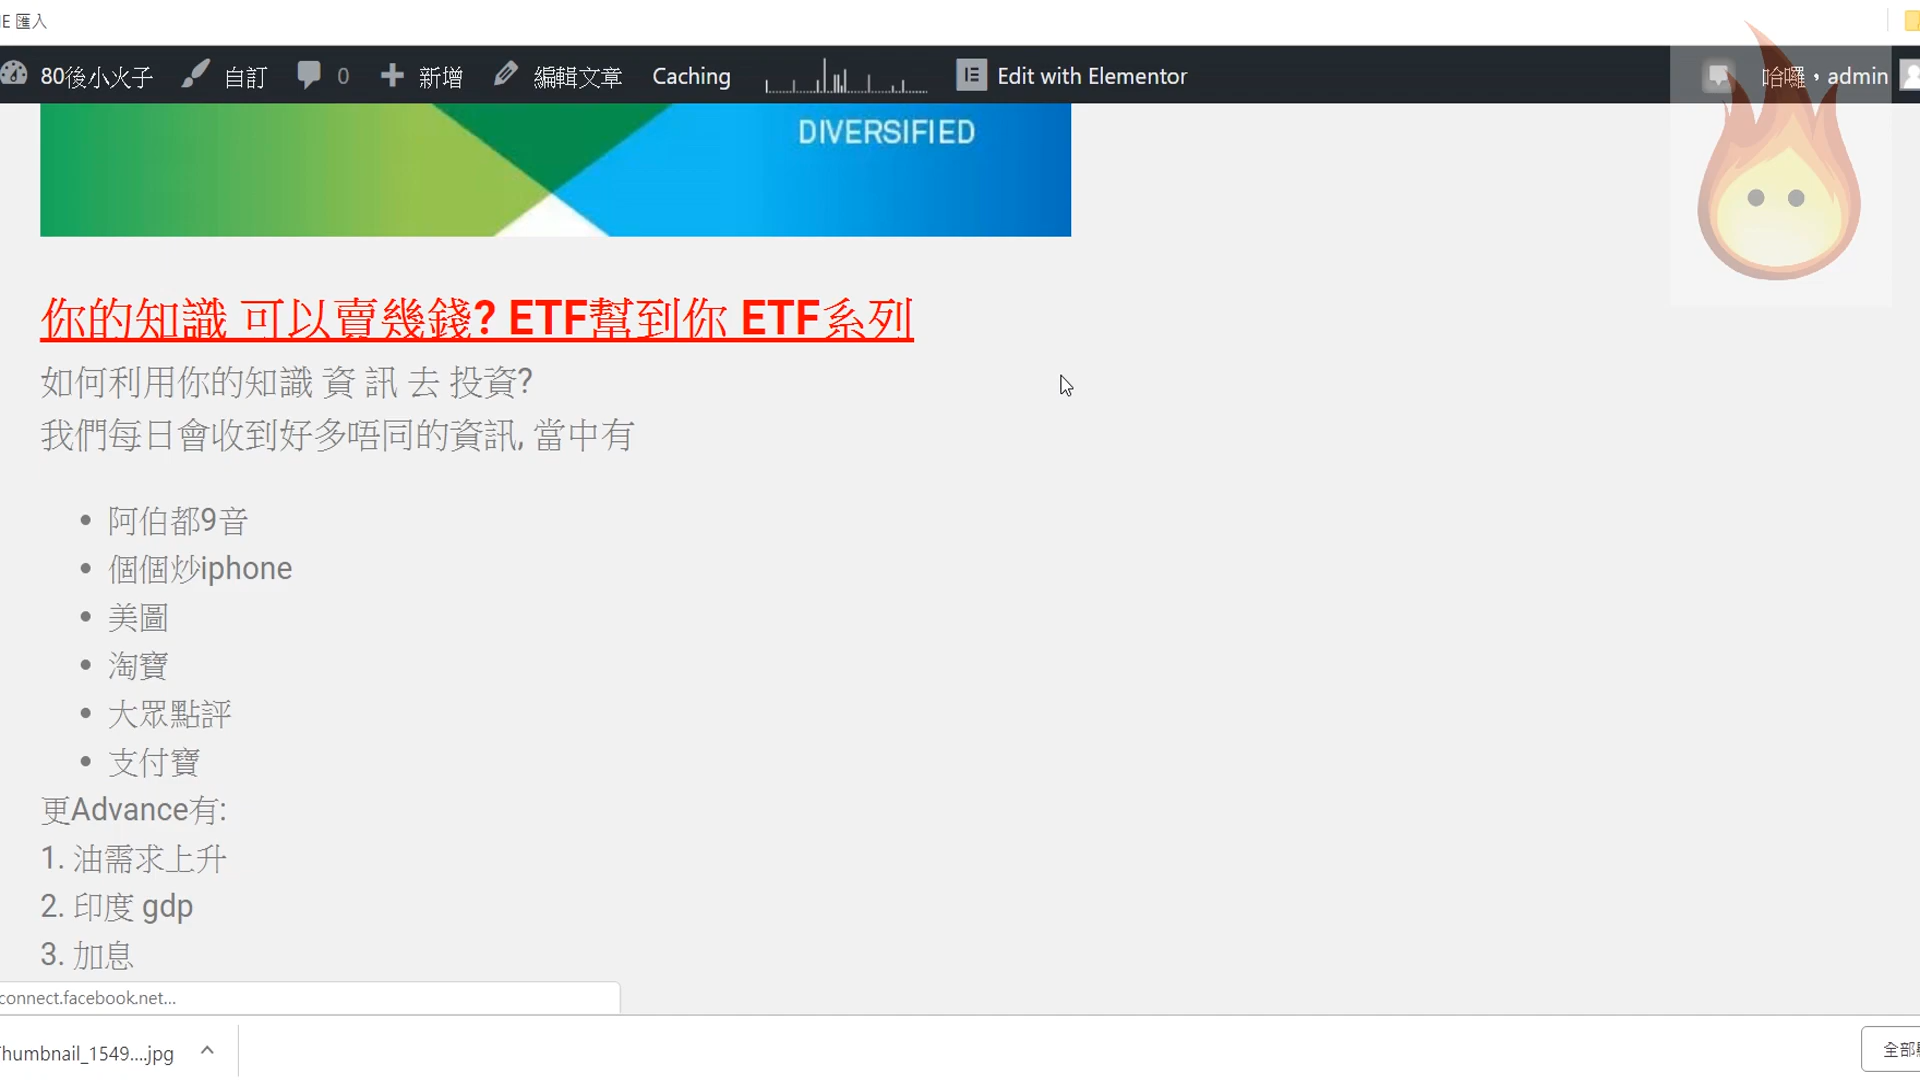 匯入
80後小火子 自訂 0 新增 編輯文章 Caching Edit with Elementor 哈囉，admin
DIVERSIFIED
你的知識 可以賣幾錢? ETF幫到你 ETF系列
如何利用你的知識 資 訊 去 投資?
我們每日會收到好多唔同的資訊, 當中有
阿伯都9音
個個炒iphone
美圖
淘寶
大眾點評
支付寶
更Advance有:
1. 油需求上升
2. 印度 gdp
3. 加息
connect.facebook.net...
Thumbnail_1549....jpg
全部